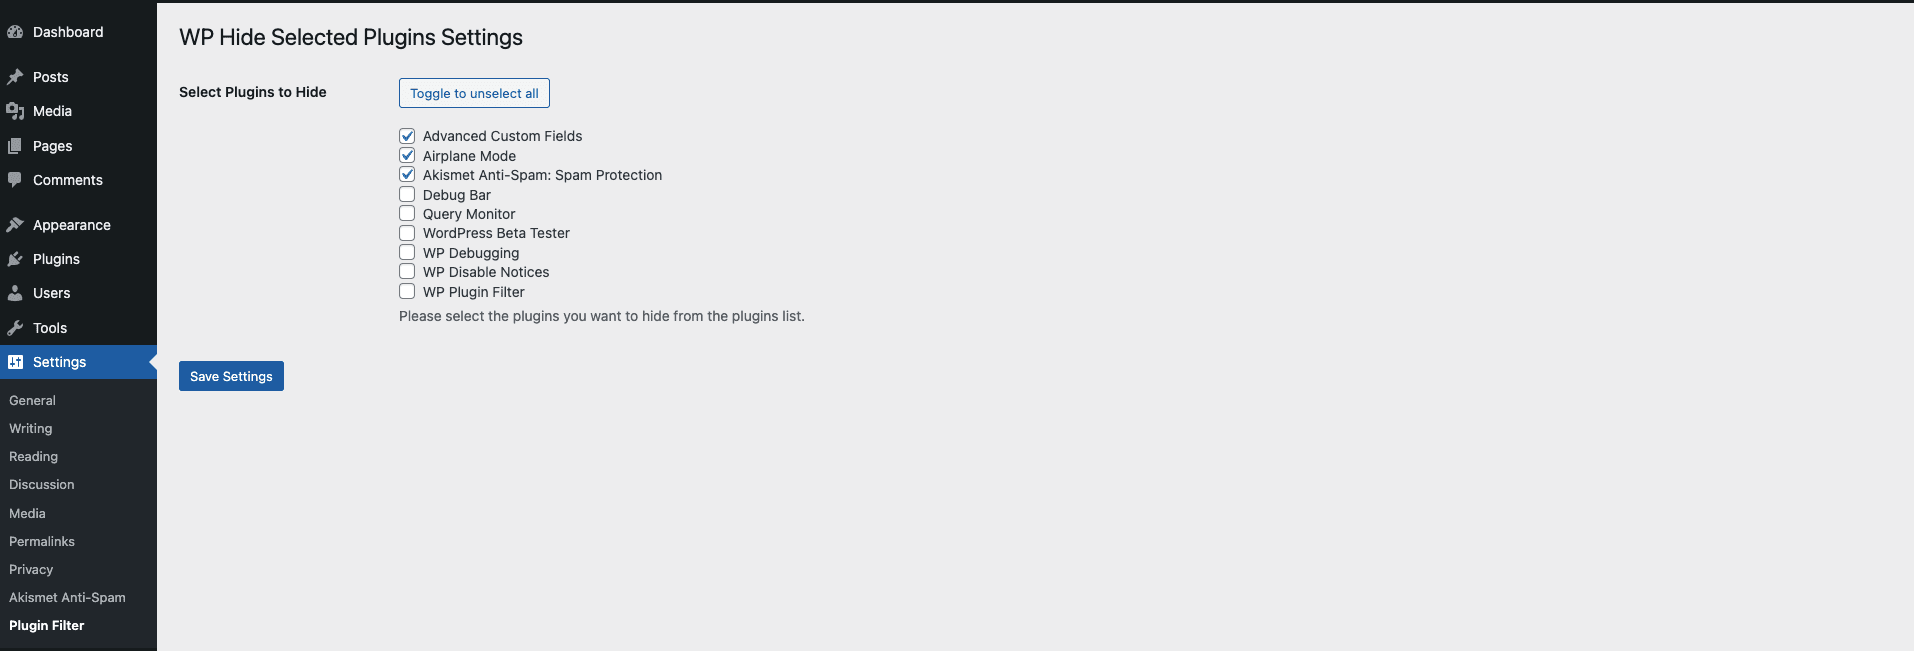 Dashboard
Posts
Media
Pages
Comments
Appearance
Plugins
Users
Tools
Settings
General
Writing
Reading
Discussion
Media
Permalinks
Privacy
Akismet Anti-Spam
Plugin Filter
WP Hide Selected Plugins Settings
Select Plugins to Hide
Toggle to unselect all
Advanced Custom Fields
Airplane Mode
Akismet Anti-Spam: Spam Protection
Debug Bar
Query Monitor
WordPress Beta Tester
WP Debugging
WP Disable Notices
WP Plugin Filter
Please select the plugins you want to hide from the plugins list.
Save Settings